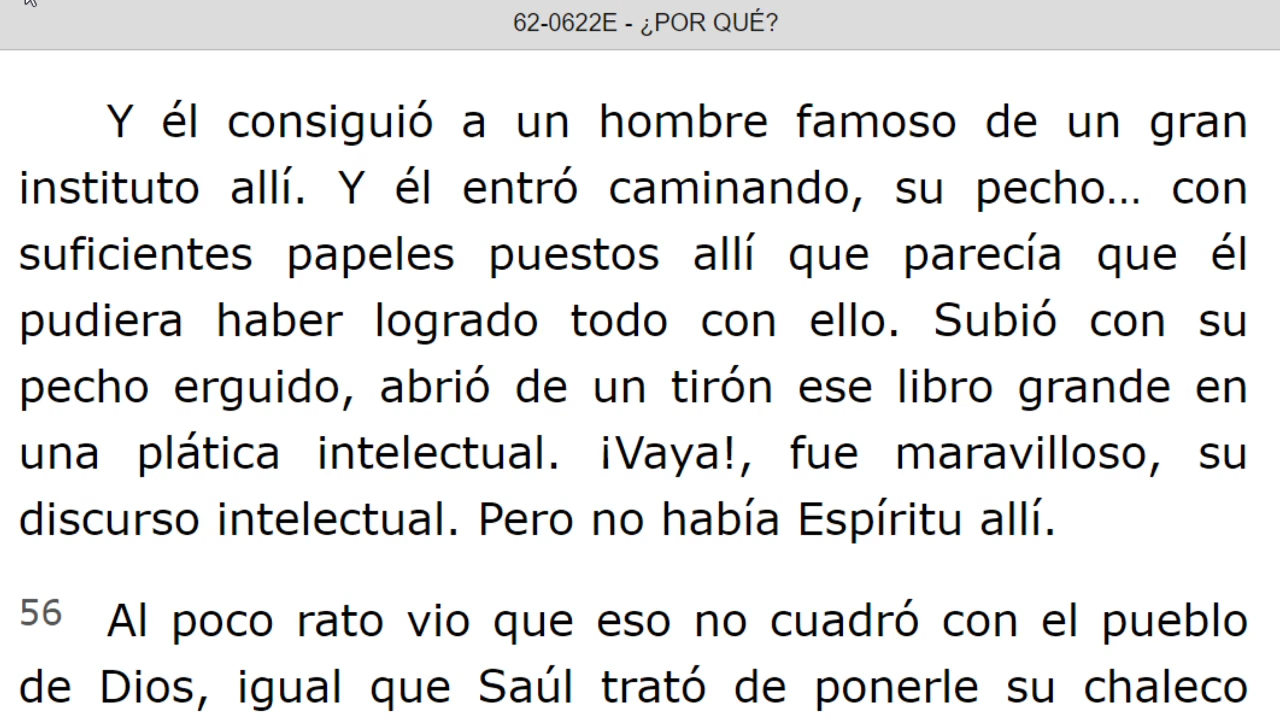 62-0622E - ¿POR QUÉ?
Y él consiguió a un hombre famoso de un gran
instituto allí. Y él entró caminando, su pecho... con
suficientes papeles puestos allí que parecía que él
pudiera haber logrado todo con ello. Subió con su
pecho erguido, abrió de un tirón ese libro grande en
una plática intelectual. ¡Vaya!, fue maravilloso, su
discurso intelectual. Pero no había Espíritu allí.
56 Al poco rato vio que eso no cuadró con el pueblo
de Dios, igual que Saúl trató de ponerle su chaleco